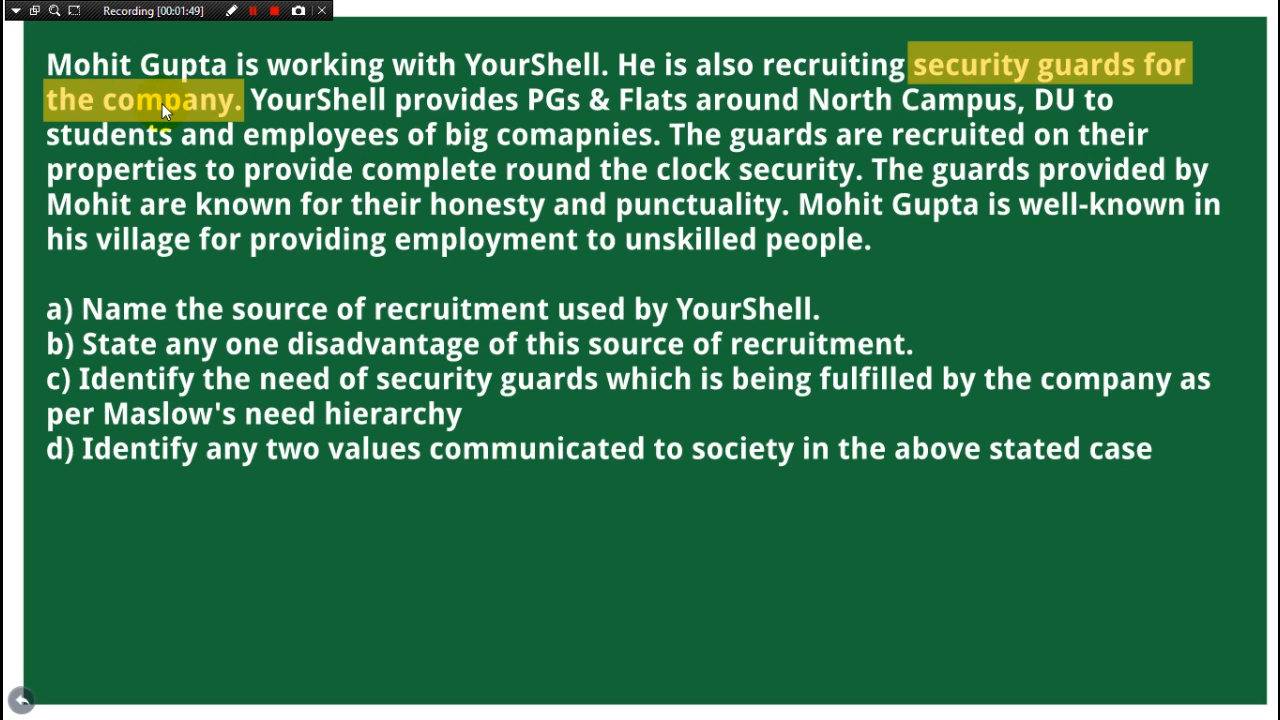 Recording [00:01:49]
Mohit Gupta is working with YourShell. He is also recruiting security guards for
the company. YourShell provides PGs & Flats around North Campus, DU to
students and employees of big comapnies. The guards are recruited on their
properties to provide complete round the clock security. The guards provided by
Mohit are known for their honesty and punctuality. Mohit Gupta is well-known in
his village for providing employment to unskilled people.
a) Name the source of recruitment used by YourShell.
b) State any one disadvantage of this source of recruitment.
c) Identify the need of security guards which is being fulfilled by the company as
per Maslow's need hierarchy
d) Identify any two values communicated to society in the above stated case